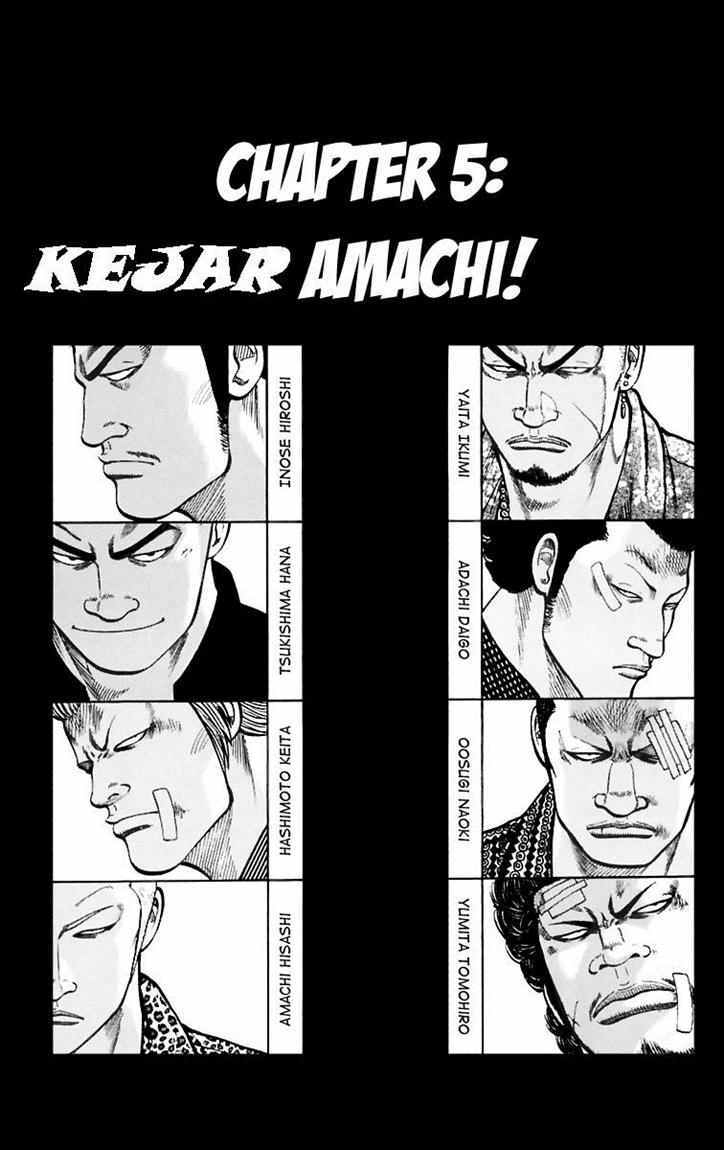 CHAPTER 5:
KEJAR AMACHI!
INOSE HIROSHI
TSUKISHIMA HANA
HASHIMOTO KEITA
AMACHI HISASHI
YAITA IKUMI
ADACHI DAIGO
OOSUGI NAOKI
YUMITA TOMOHIRO